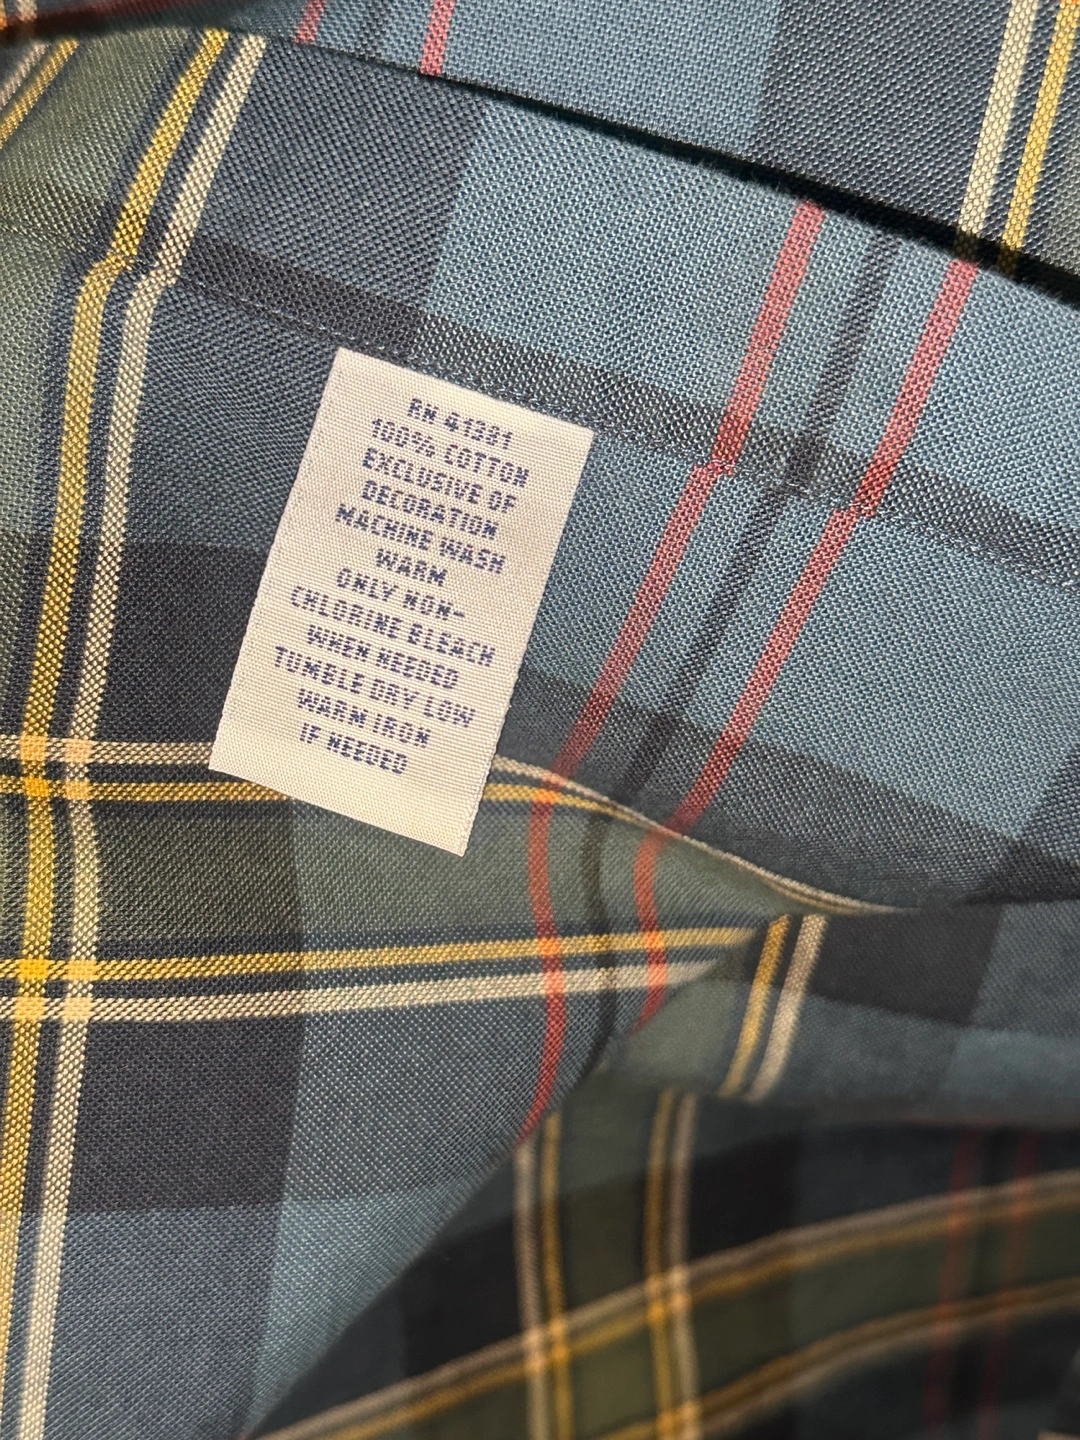 RN 41381
100% COTTON
EXCLUSIVE OF
DECORATION
MACHINE WASH
WARM
ONLY NON-
CHLORINE BLEACH
WHEN NEEDED
TUMBLE DRY LOW
WARM IRON
IF NEEDED